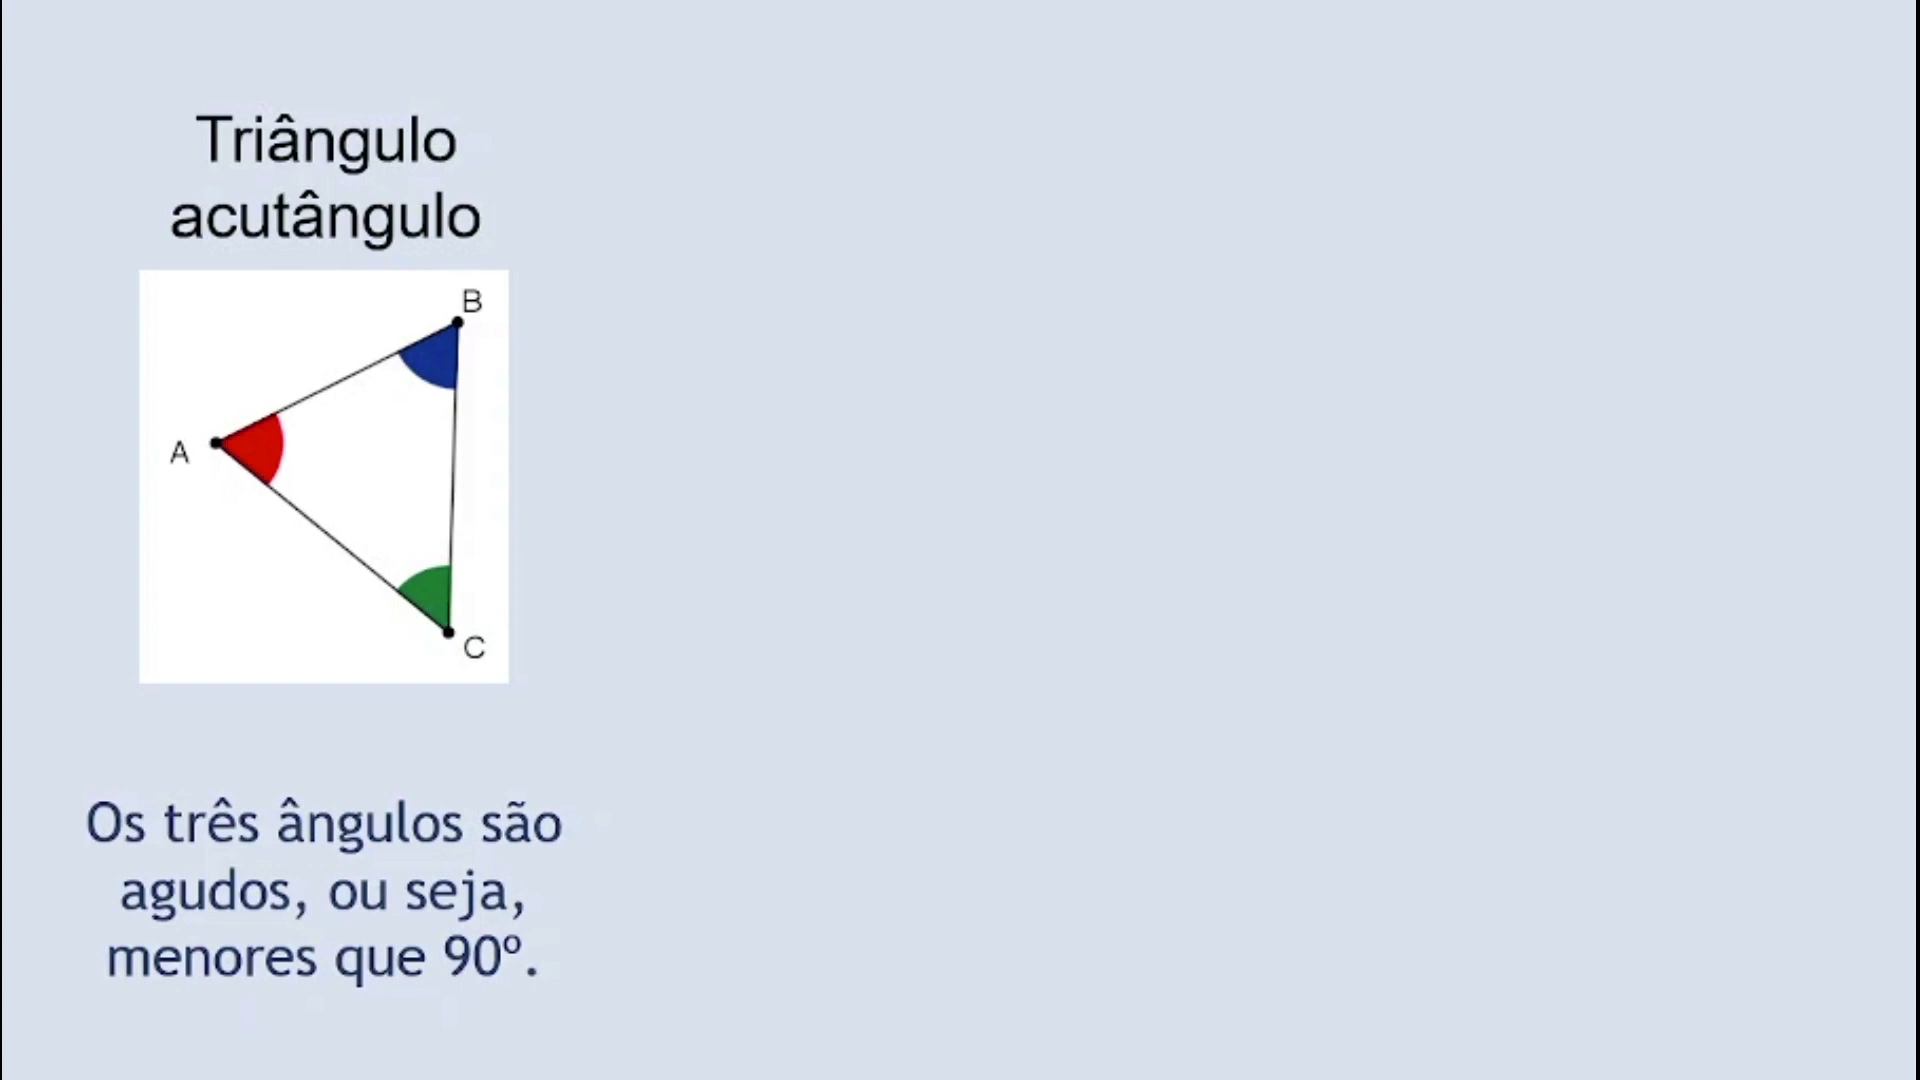 Triângulo
acutângulo
B
A
C
Os três ângulos são
agudos, ou seja,
menores que 90º.